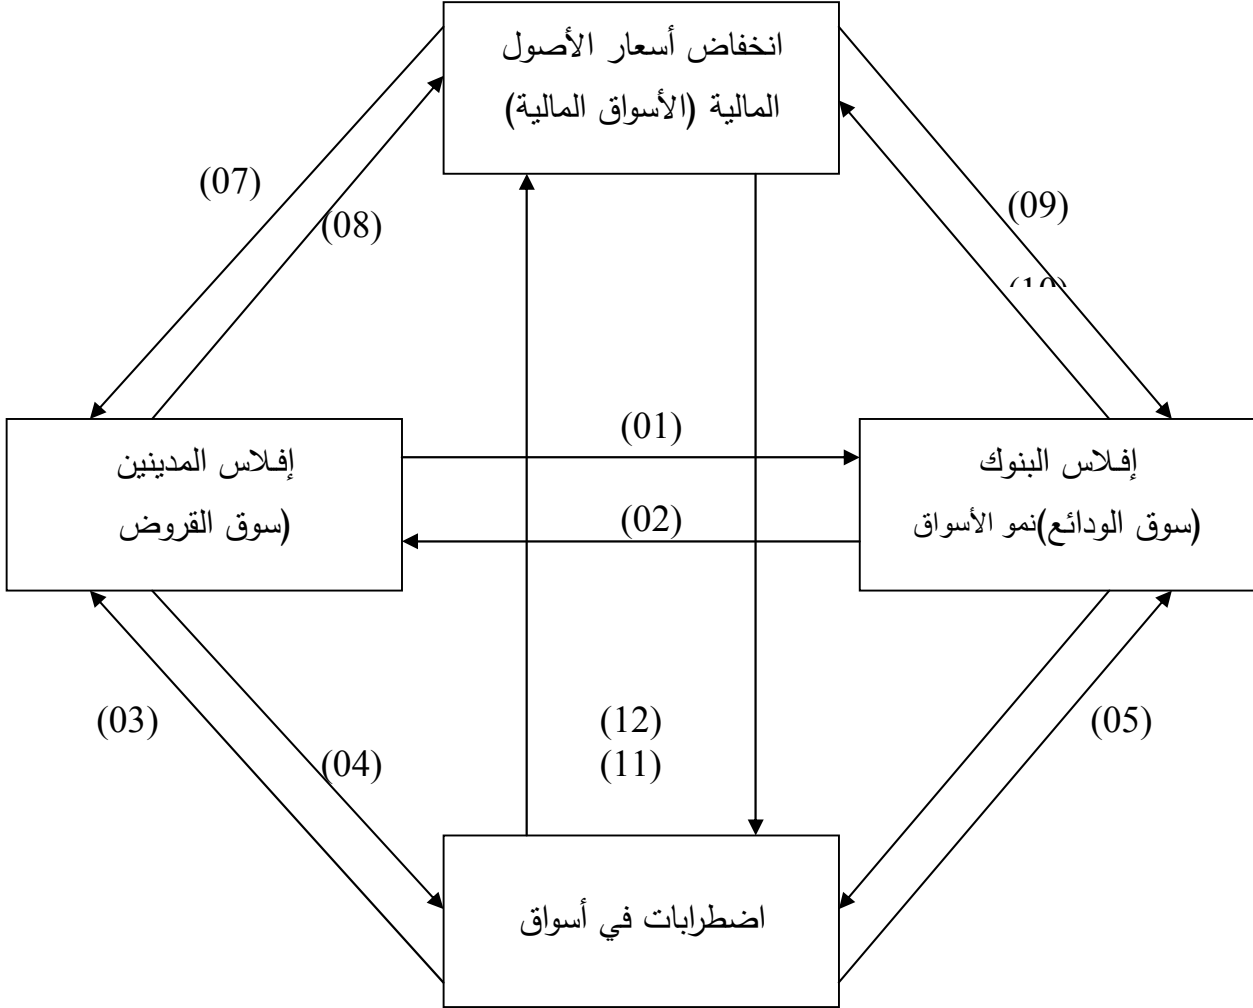 انخفاض أسعار الأصول
المالية (الأسواق المالية)
(07)
(08)
(09)
(10)
(01)
إفلاس المدينين
(سوق القروض
إفلاس البنوك
(سوق الودائع)نمو الأسواق
(02)
(03)
(04)
(12)
(11)
(05)
اضطرابات في أسواق